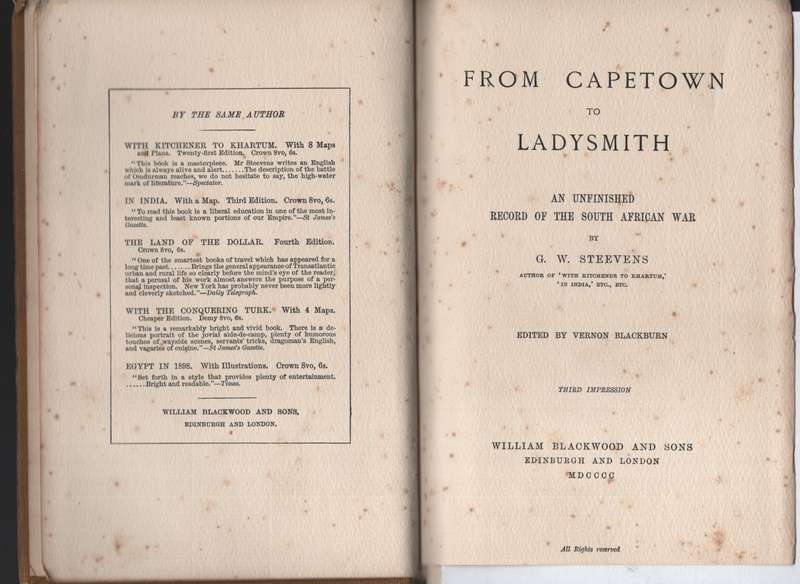 BY THE SAME AUTHOR
WITH KITCHENER TO KHARTUM. With 8 Maps
and Plans. Twenty-first Edition. Crown 8vo, 6s.
"This book is a masterpiece. Mr Steevens writes an English
which is always alive and alert.......The description of the battle
of Omdurman reaches, we do not hesitate to say, the high-water
mark of literature."—Spectator.
IN INDIA. With a Map. Third Edition. Crown 8vo, 6s.
"To read this book is a liberal education in one of the most in-
teresting and least known portions of our Empire."—St James's
Gazette.
THE LAND OF THE DOLLAR. Fourth Edition.
Crown 8vo, 6s.
"One of the smartest books of travel which has appeared for a
long time past.......Brings the general appearance of Transatlantic
urban and rural life so clearly before the mind's eye of the reader,
that a perusal of his work almost answers the purpose of a per-
sonal inspection. New York has probably never been more lightly
and cleverly sketched."—Daily Telegraph.
WITH THE CONQUERING TURK. With 4 Maps.
Cheaper Edition. Demy 8vo, 6s.
"This is a remarkably bright and vivid book. There is a de-
licious portrait of the jovial aide-de-camp, plenty of humorous
touches of wayside scenes, servants' tricks, dragoman's English,
and vagaries of cuisine."—St James's Gazette.
EGYPT IN 1898. With Illustrations. Crown 8vo, 6s.
"Set forth in a style that provides plenty of entertainment.
......Bright and readable."—Times.
WILLIAM BLACKWOOD AND SONS,
EDINBURGH AND LONDON.
FROM CAPETOWN
TO
LADYSMITH
AN UNFINISHED
RECORD OF THE SOUTH AFRICAN WAR
BY
G. W. STEEVENS
AUTHOR OF 'WITH KITCHENER TO KHARTUM,'
'IN INDIA,' ETC., ETC.
EDITED BY VERNON BLACKBURN
THIRD IMPRESSION
WILLIAM BLACKWOOD AND SONS
EDINBURGH AND LONDON
MDCCCC
All Rights reserved